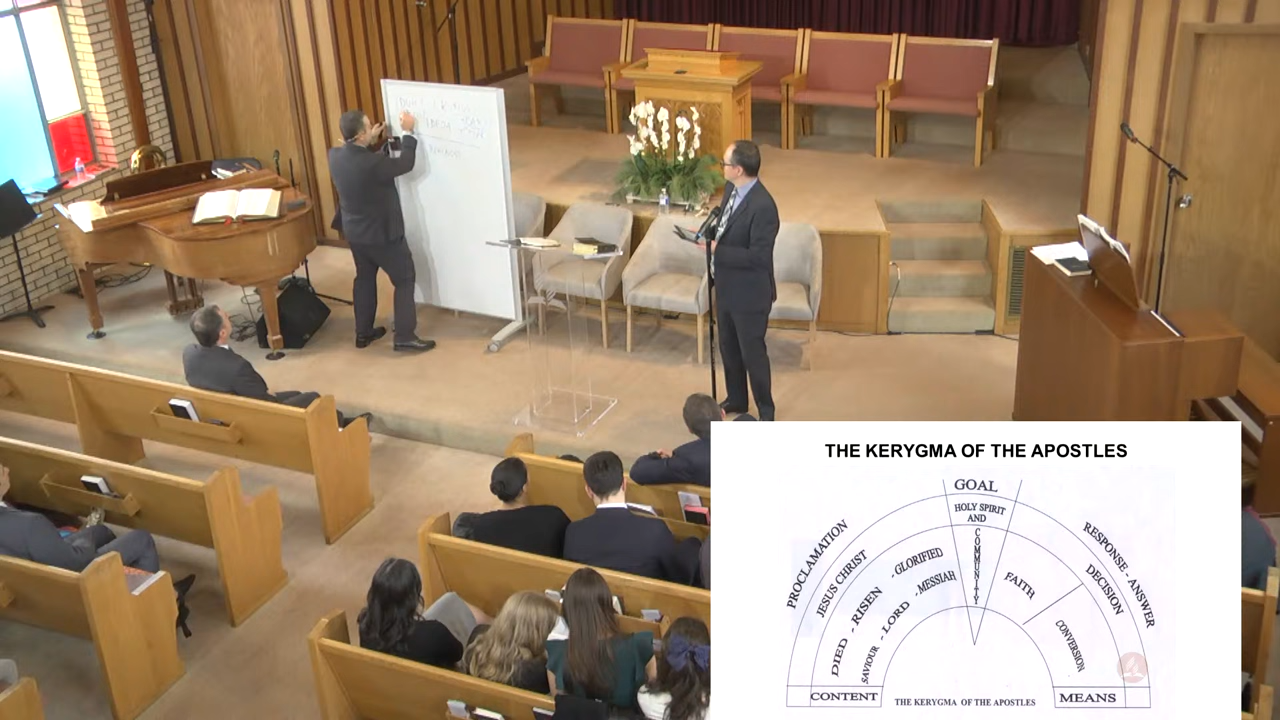 THE KERYGMA OF THE APOSTLES
GOAL
HOLY SPIRIT
AND
COMMUNITY
PROCLAMATION
JESUS CHRIST
DIED - RISEN - GLORIFIED
SAVIOUR - LORD - MESSIAH
RESPONSE - ANSWER
DECISION
FAITH
CONVERSION
CONTENT
THE KERYGMA OF THE APOSTLES
MEANS